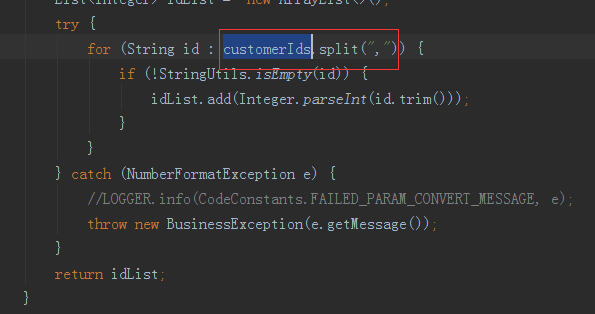 List<Integer> idList = new ArrayList<>();
try {
for (String id : customerIds.split(",")) {
if (!StringUtils.isEmpty(id)) {
idList.add(Integer.parseInt(id.trim()));
}
}
} catch (NumberFormatException e) {
//LOGGER.info(CodeConstants.FAILED_PARAM_CONVERT_MESSAGE, e);
throw new BusinessException(e.getMessage());
}
return idList;
}